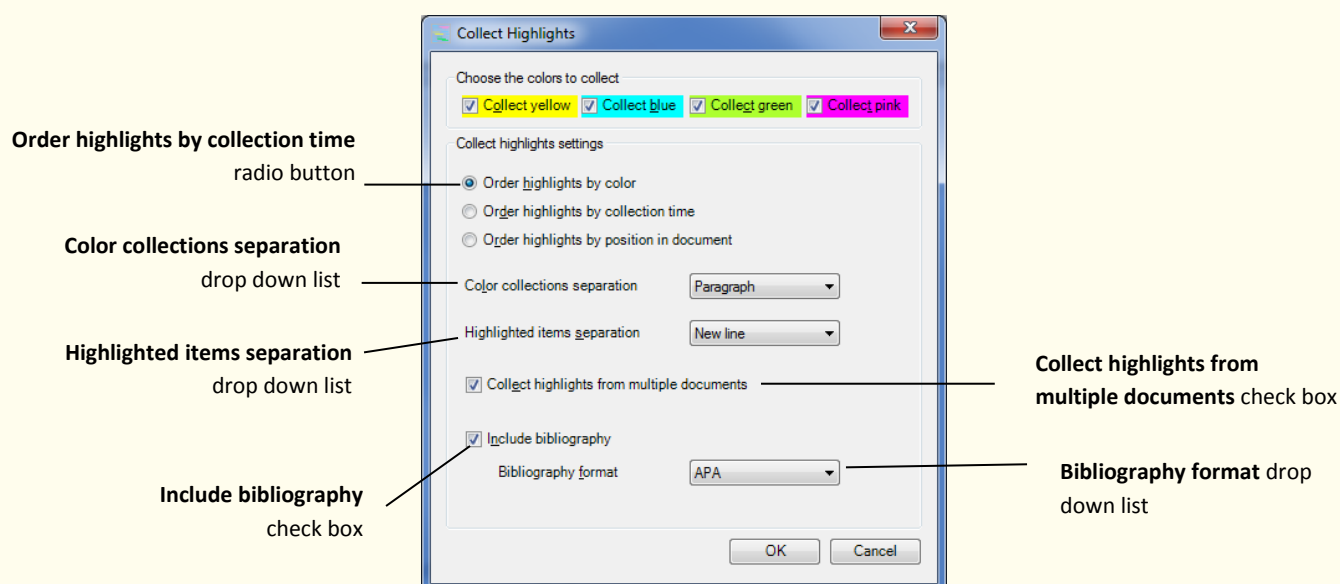 Collect Highlights
Choose the colors to collect
Collect yellow Collect blue Collect green Collect pink
Order highlights by collection time
radio button
Collect highlights settings
Order highlights by color
Order highlights by collection time
Order highlights by position in document
Color collections separation
drop down list
Color collections separation Paragraph
Highlighted items separation New line
Highlighted items separation
drop down list
Collect highlights from multiple documents
Collect highlights from
multiple documents check box
Include bibliography
Bibliography format APA
Bibliography format drop
down list
Include bibliography
check box
OK Cancel